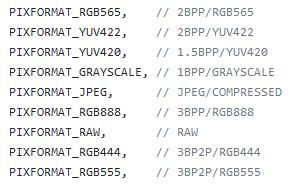 PIXFORMAT_RGB565, // 2BPP/RGB565
PIXFORMAT_YUV422, // 2BPP/YUV422
PIXFORMAT_YUV420, // 1.5BPP/YUV420
PIXFORMAT_GRAYSCALE, // 1BPP/GRAYSCALE
PIXFORMAT_JPEG, // JPEG/COMPRESSED
PIXFORMAT_RGB888, // 3BPP/RGB888
PIXFORMAT_RAW, // RAW
PIXFORMAT_RGB444, // 3BP2P/RGB444
PIXFORMAT_RGB555, // 3BP2P/RGB555